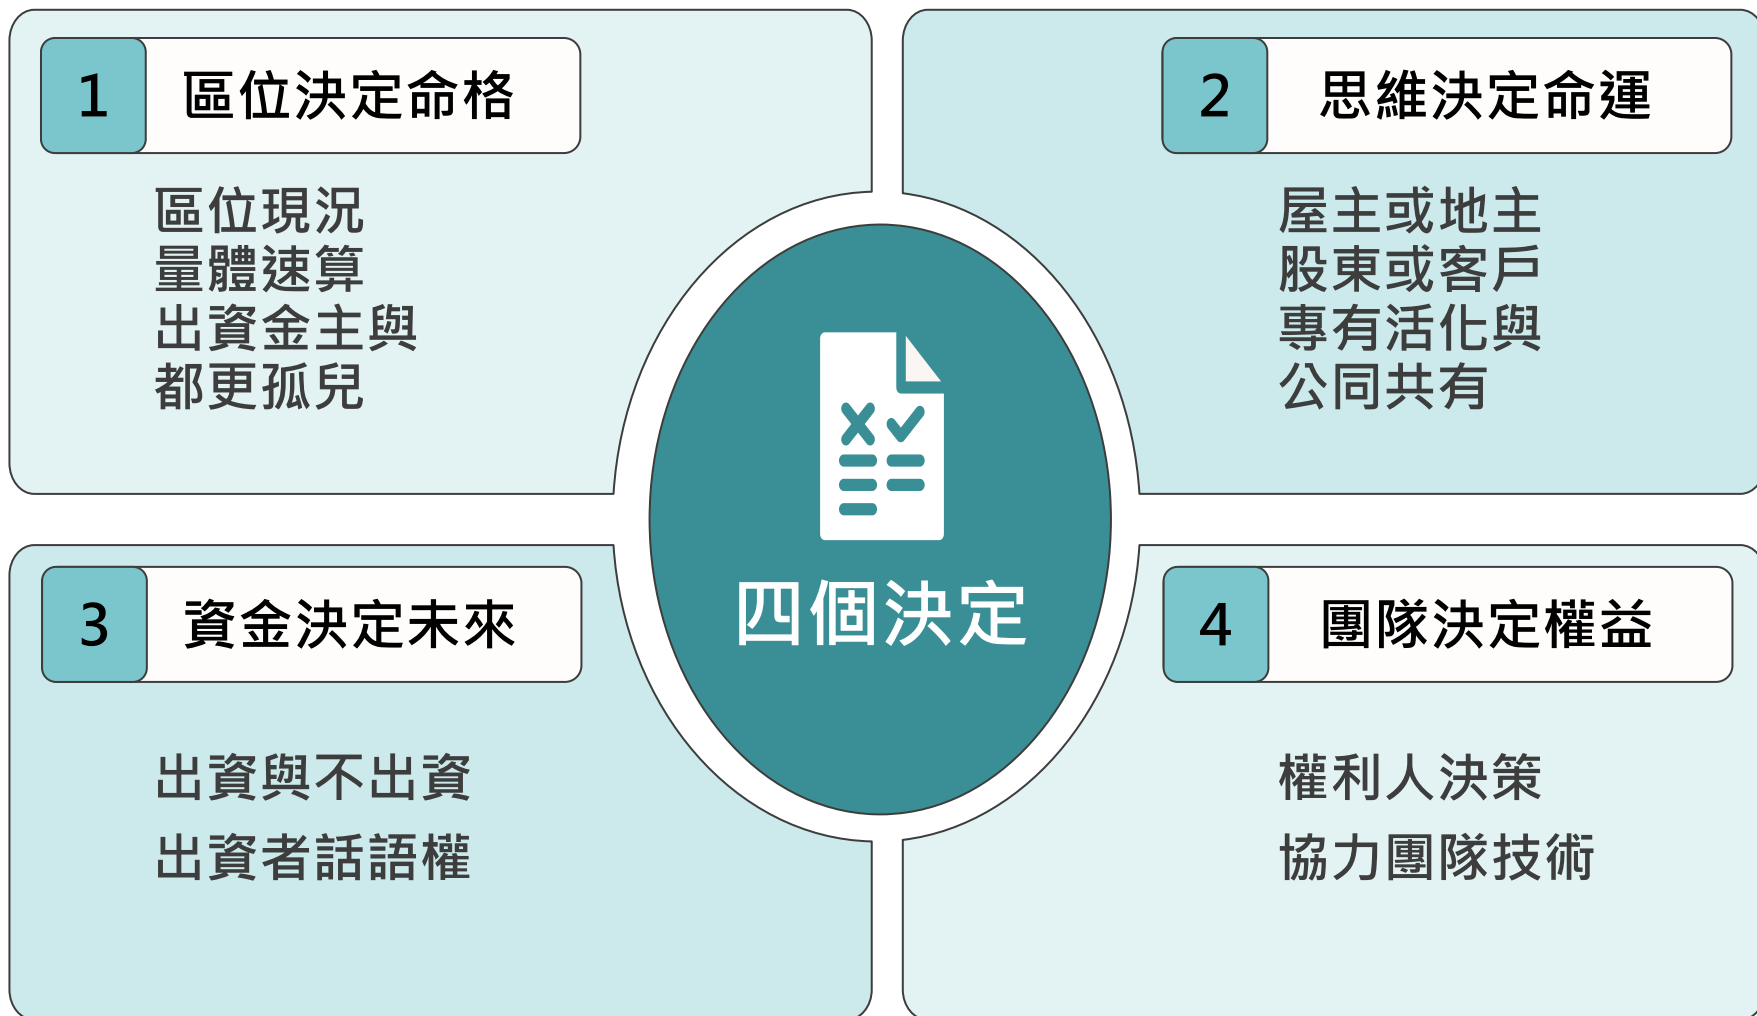 1
區位決定命格
區位現況
量體速算
出資金主與
都更孤兒
2
思維決定命運
屋主或地主
股東或客戶
專有活化與
公同共有
四個決定
3
資金決定未來
出資與不出資
出資者話語權
4
團隊決定權益
權利人決策
協力團隊技術